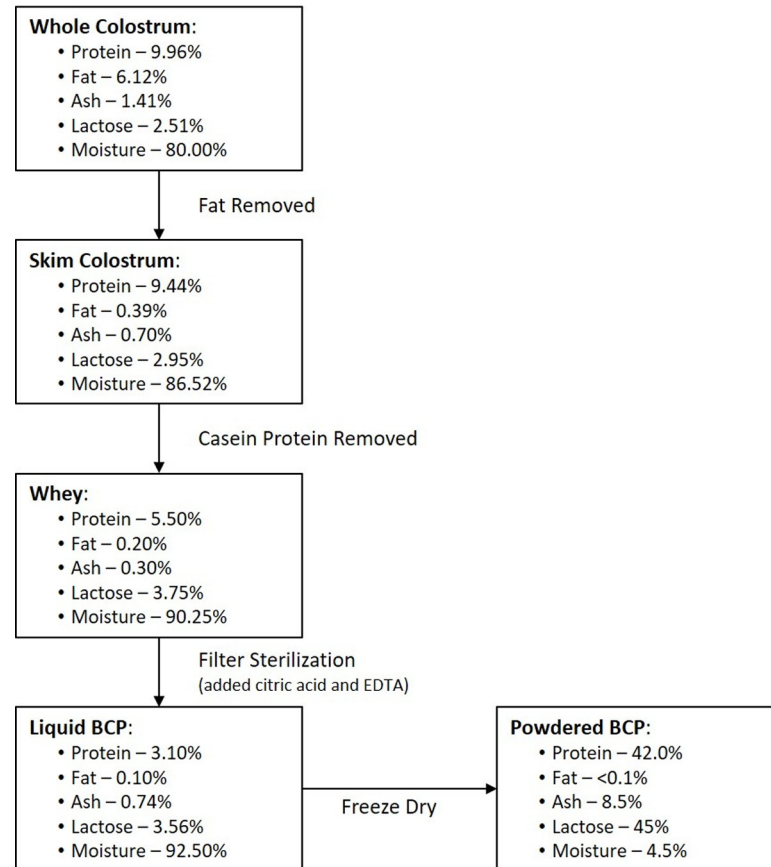 Whole Colostrum:
• Protein – 9.96%
• Fat – 6.12%
• Ash – 1.41%
• Lactose – 2.51%
• Moisture – 80.00%
Fat Removed
Skim Colostrum:
• Protein – 9.44%
• Fat – 0.39%
• Ash – 0.70%
• Lactose – 2.95%
• Moisture – 86.52%
Casein Protein Removed
Whey:
• Protein – 5.50%
• Fat – 0.20%
• Ash – 0.30%
• Lactose – 3.75%
• Moisture – 90.25%
Filter Sterilization
(added citric acid and EDTA)
Liquid BCP:
• Protein – 3.10%
• Fat – 0.10%
• Ash – 0.74%
• Lactose – 3.56%
• Moisture – 92.50%
Freeze Dry
Powdered BCP:
• Protein – 42.0%
• Fat – <0.1%
• Ash – 8.5%
• Lactose – 45%
• Moisture – 4.5%